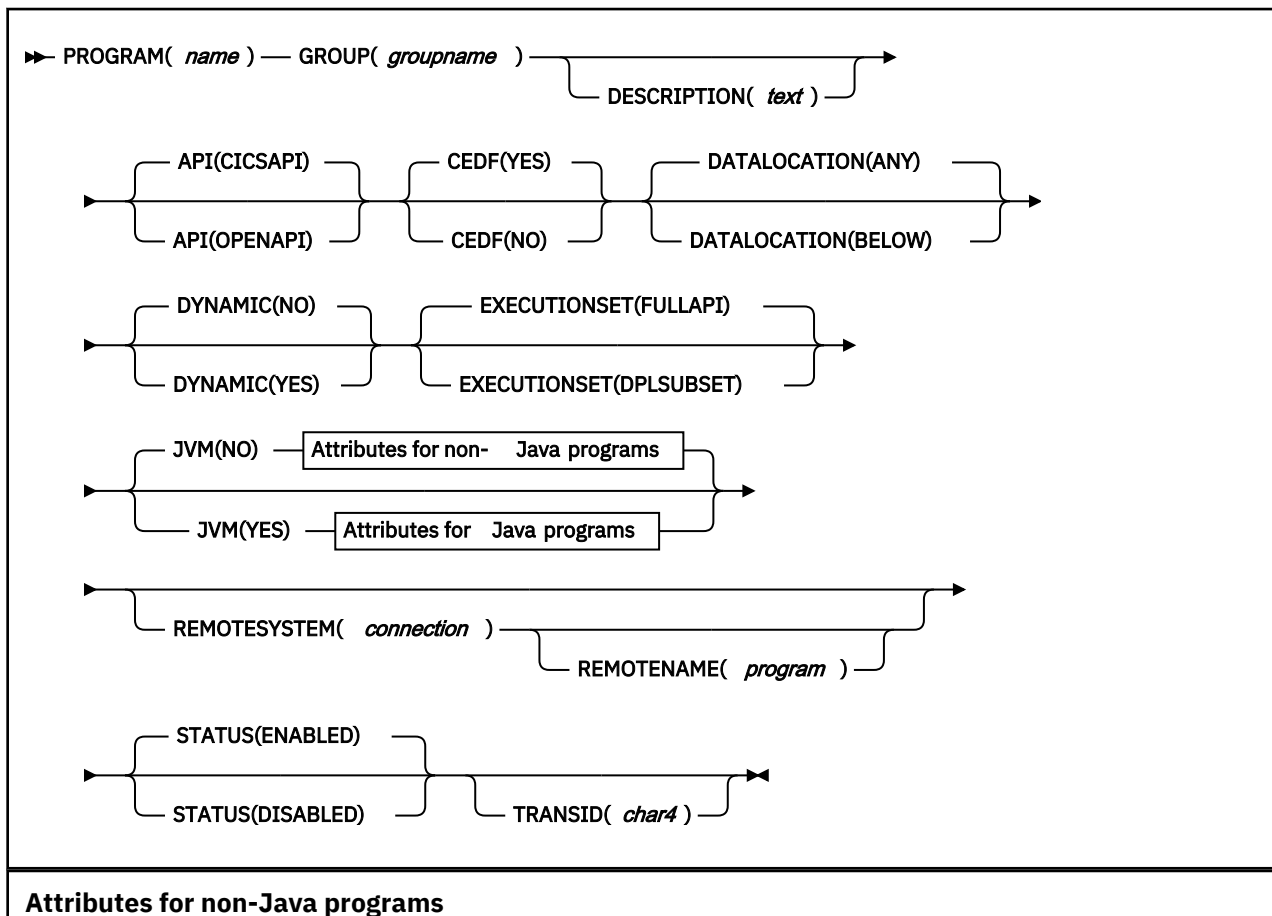 PROGRAM( name ) GROUP( groupname )
DESCRIPTION( text )
API(CICSAPI) CEDF(YES) DATALOCATION(ANY)
API(OPENAPI) CEDF(NO) DATALOCATION(BELOW)
DYNAMIC(NO) EXECUTIONSET(FULLAPI)
DYNAMIC(YES) EXECUTIONSET(DPLSUBSET)
JVM(NO) Attributes for non- Java programs
JVM(YES) Attributes for Java programs
REMOTESYSTEM( connection )
REMOTENAME( program )
STATUS(ENABLED)
STATUS(DISABLED) TRANSID( char4 )
Attributes for non-Java programs